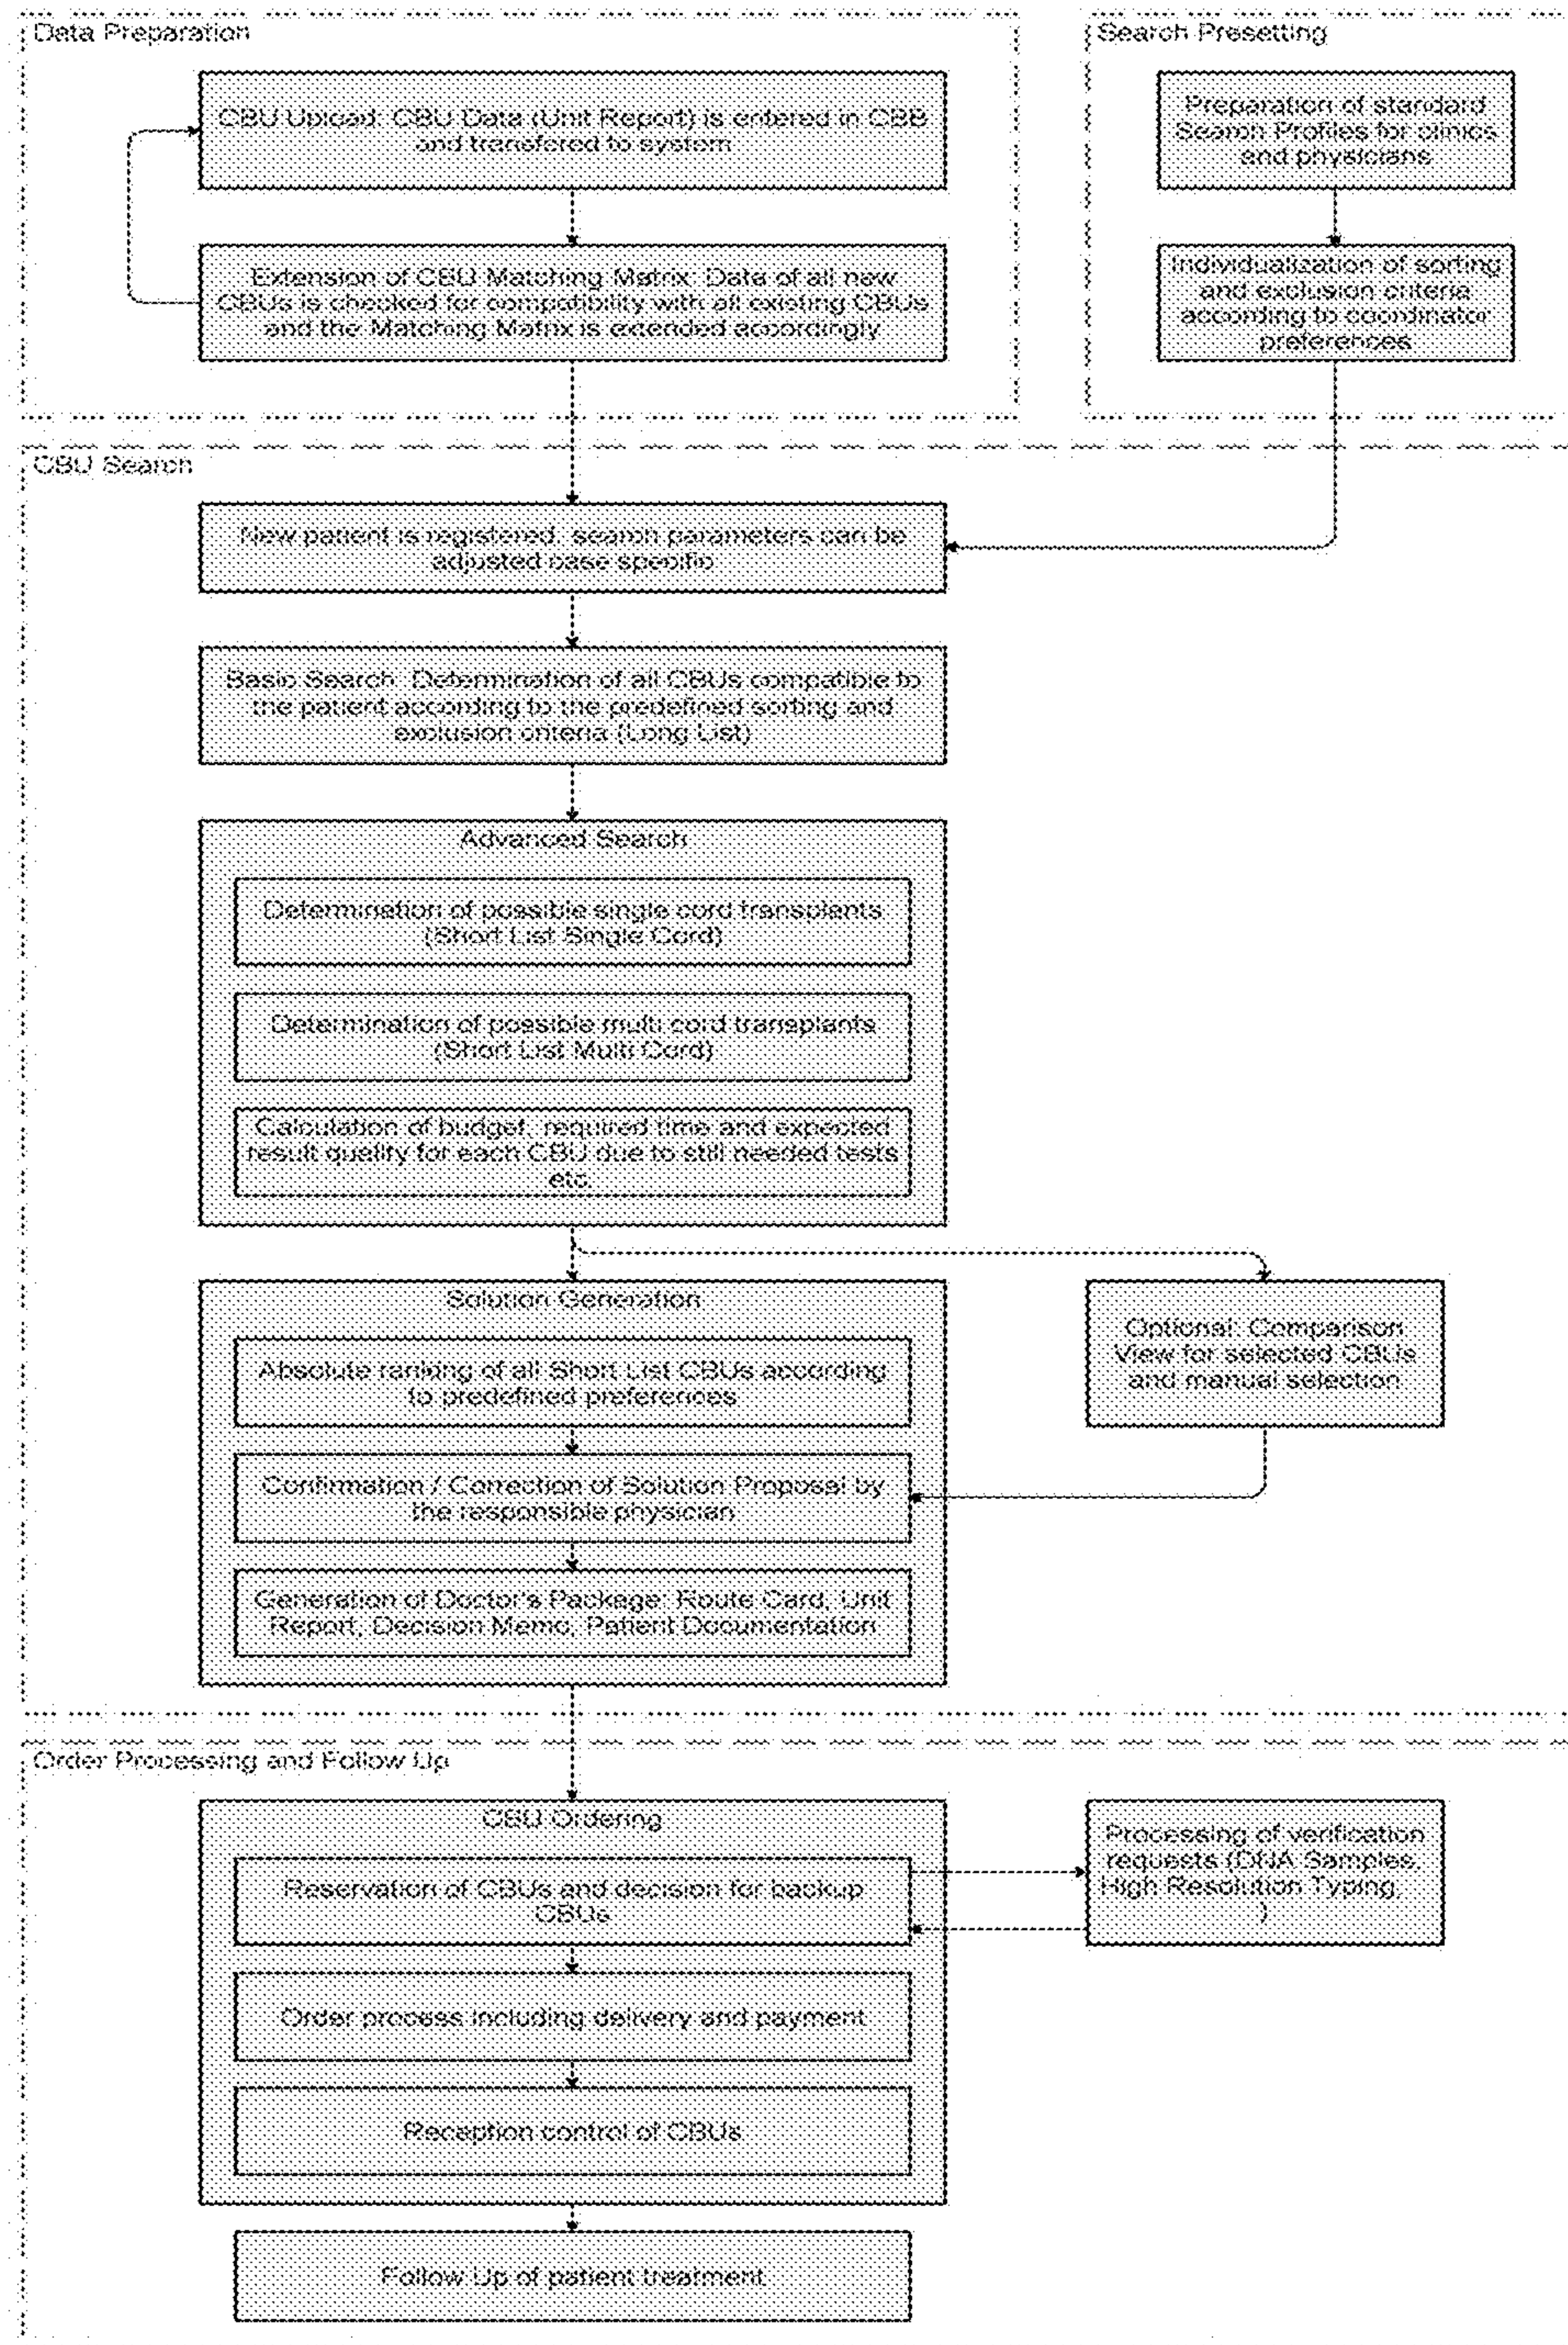 Data Preparation
CBU Upload: CBU Data (Unit Report) is entered in CBB
and transfered to system
Extension of CBU Matching Matrix: Data of all new
CBUs is checked for compatibility with all existing CBUs
and the Matching Matrix is extended accordingly
Search Presetting
Preparation of standard
Search Profiles for clinics
and physicians
Individualization of sorting
and exclusion criteria
according to coordinator
preferences
CBU Search
New patient is registered, search parameters can be
adjusted case specific
Basic Search: Determination of all CBUs compatible to
the patient according to the predefined sorting and
exclusion criteria (Long List)
Advanced Search
Determination of possible single cord transplants
(Short List Single Cord)
Determination of possible multi cord transplants
(Short List Multi Cord)
Calculation of budget, required time and expected
result quality for each CBU due to still needed tests
etc.
Solution Generation
Absolute ranking of all Short List CBUs according
to predefined preferences
Confirmation / Correction of Solution Proposal by
the responsible physician
Generation of Doctor's Package: Route Card, Unit
Report, Decision Memo, Patient Documentation
Optional: Comparison
View for selected CBUs
and manual selection
Order Processing and Follow Up
CBU Ordering
Reservation of CBUs and decision for backup
CBUs
Order process including delivery and payment
Reception control of CBUs
Processing of verification
requests (DNA Samples,
High Resolution Typing,
)
Follow Up of patient treatment